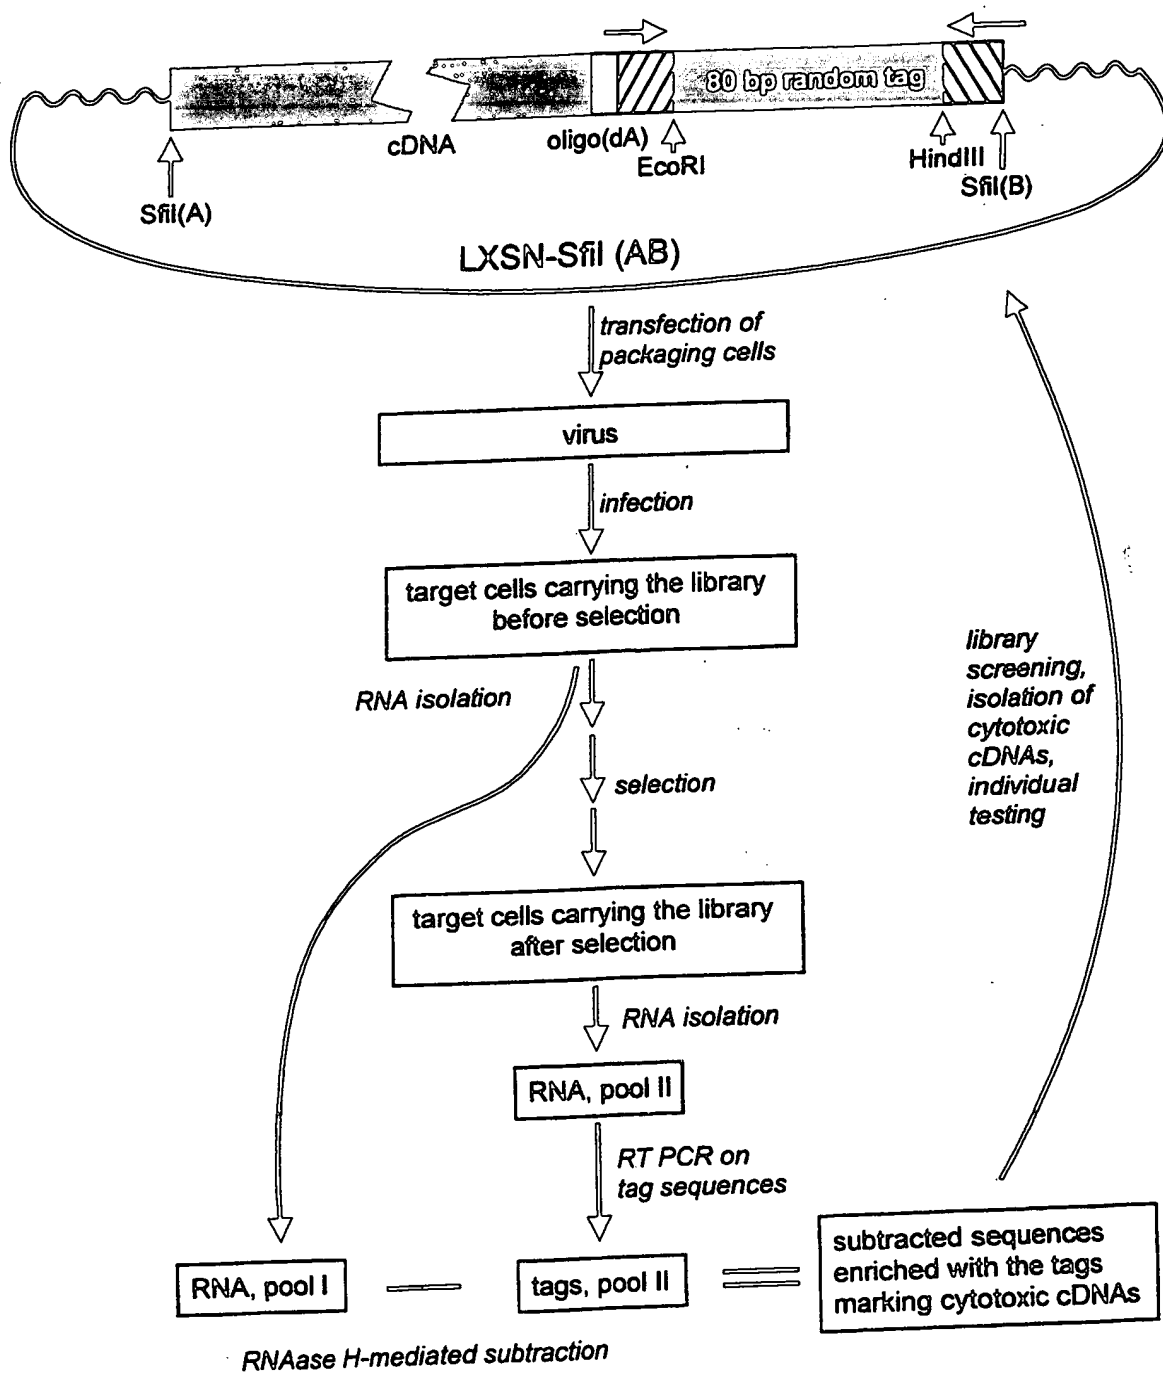 80 bp random tag
cDNA
oligo(dA)
EcoRI
HindIII
SfiI(A)
SfiI(B)
LXSN-SfiI (AB)
transfection of
packaging cells
virus
infection
target cells carrying the library
before selection
RNA isolation
selection
library
screening,
isolation of
cytotoxic
cDNAs,
individual
testing
target cells carrying the library
after selection
RNA isolation
RNA, pool II
RT PCR on
tag sequences
RNA, pool I
tags, pool II
subtracted sequences
enriched with the tags
marking cytotoxic cDNAs
RNAase H-mediated subtraction